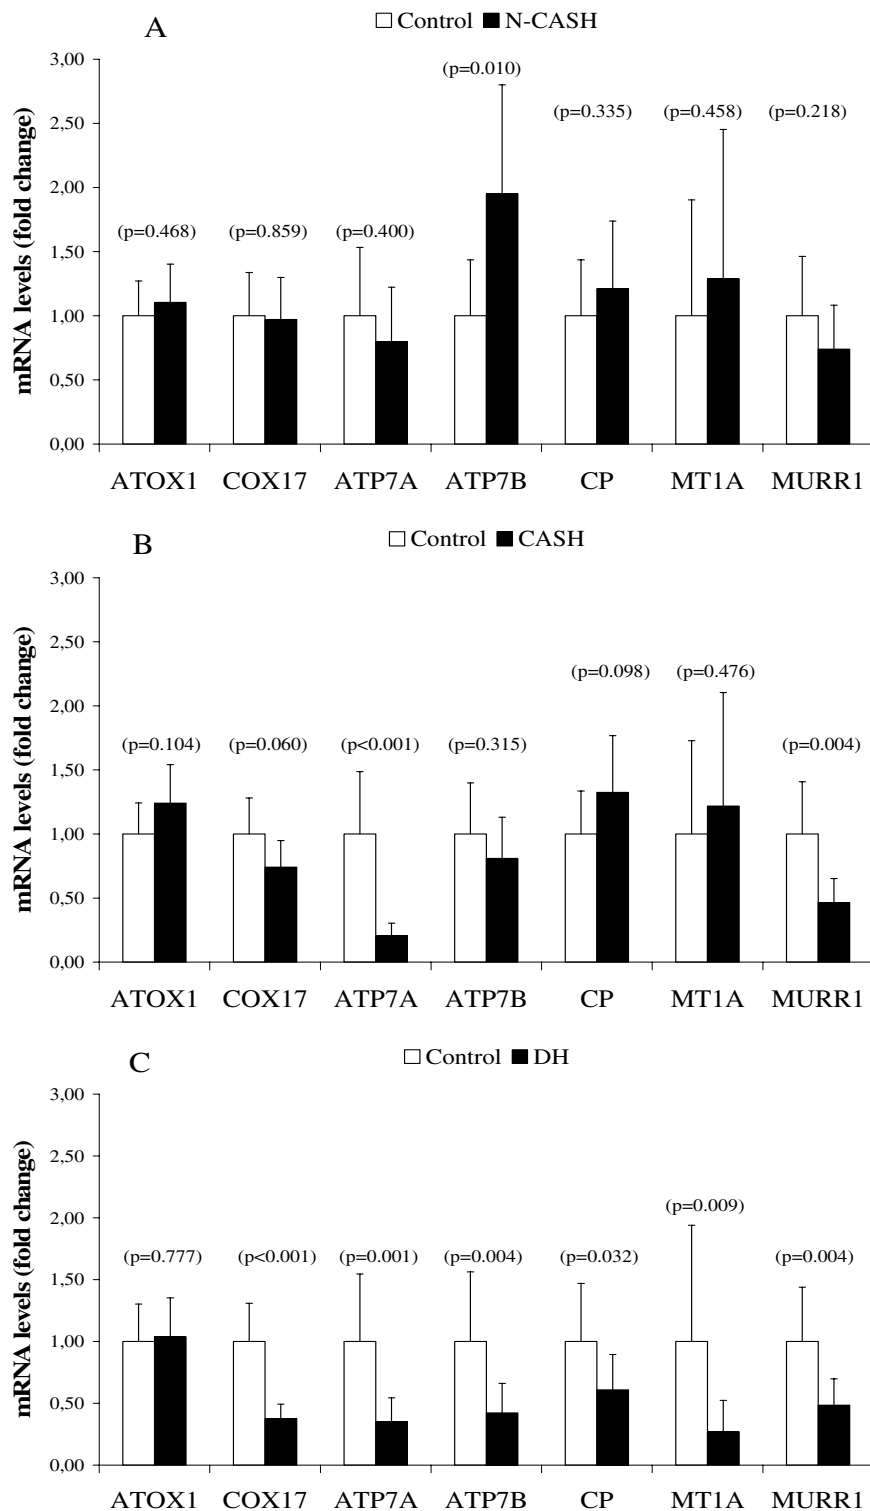 A
Control N-CASH
mRNA levels (fold change)
3,00
2,50
2,00
1,50
1,00
0,50
0,00
(p=0.468) (p=0.859) (p=0.400) (p=0.010) (p=0.335) (p=0.458) (p=0.218)
ATOX1 COX17 ATP7A ATP7B CP MT1A MURR1
B
Control CASH
mRNA levels (fold change)
3,00
2,50
2,00
1,50
1,00
0,50
0,00
(p=0.104) (p=0.060) (p<0.001) (p=0.315) (p=0.098) (p=0.476) (p=0.004)
ATOX1 COX17 ATP7A ATP7B CP MT1A MURR1
C
Control DH
mRNA levels (fold change)
3,00
2,50
2,00
1,50
1,00
0,50
0,00
(p=0.777) (p<0.001) (p=0.001) (p=0.004) (p=0.032) (p=0.009) (p=0.004)
ATOX1 COX17 ATP7A ATP7B CP MT1A MURR1